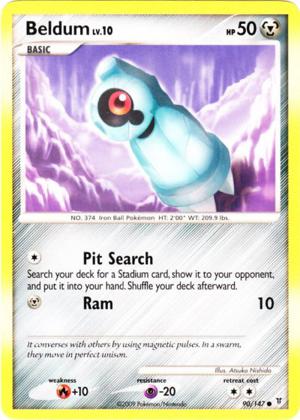 Beldum LV.10 HP 50
BASIC
NO. 374 Iron Ball Pokémon HT: 2'00" WT: 209.9 lbs.
Pit Search
Search your deck for a Stadium card, show it to your opponent,
and put it into your hand. Shuffle your deck afterward.
Ram 10
It converses with others by using magnetic pulses. In a swarm,
they move in perfect unison.
Illus. Atsuko Nishida
weakness resistance retreat cost
+10 -20 90/147
©2009 Pokémon/Nintendo